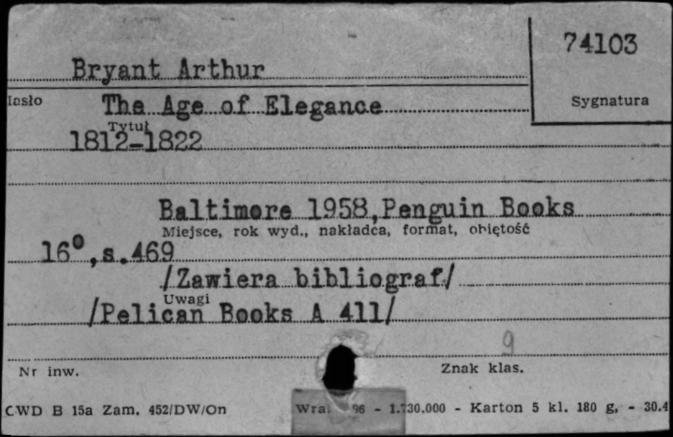 74103
Bryant Arthur
Hasło
The Age of Elegance
Sygnatura
Tytuł
1812-1822
Baltimore 1958,Penguin Books
Miejsce, rok wyd., nakładca, format, objętość
16°,s.469
/Zawiera bibliograf/
Uwagi
/Pelican Books A 411/
9
Nr inw.
Znak klas.
CWD B 15a Zam. 452/DW/On
96 - 1.730.000 - Karton 5 kl. 180 g, - 30.4